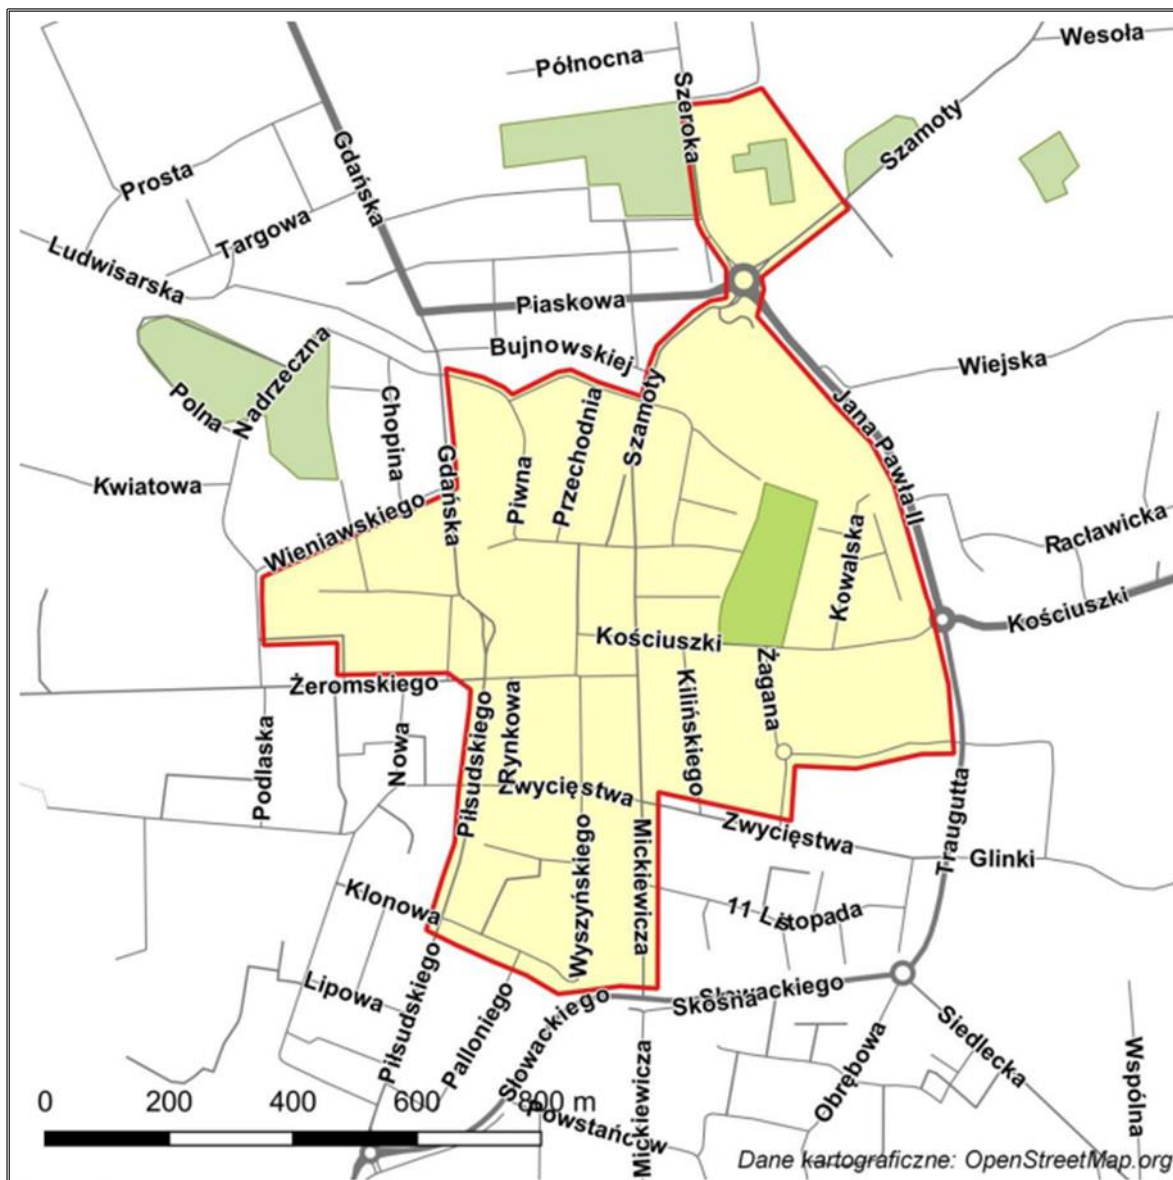 Wesoła
Północna
Szeroka
Szamoty
Gdańska
Prosta
Targowa
Ludwisarska
Piaskowa
Bujnowskiej
Wiejska
Nadrzeczna
Polna
Chopina
Przechodnia
Szamoty
Jana Pawła II
Gdańska
Piwna
Kwiatowa
Wieniawskiego
Racławicka
Kowalska
Kościuszki
Kościuszki
Żagana
Żeromskiego
Kilińskiego
Rynkowa
Piłsudskiego
Nowa
Podlaska
Zwycięstwa
Zwycięstwa
Traugutta
Glinki
Wyszyńskiego
Mickiewicza
Klonowa
11 Listopada
Lipowa
Piłsudskiego
Palloniego
Słowackiego
Skośna
Słowackiego
Siedlecka
Obrębowa
Wspólna
Mickiewicza
Powstańców
0 200 400 600 800 m
Dane kartograficzne: OpenStreetMap.org